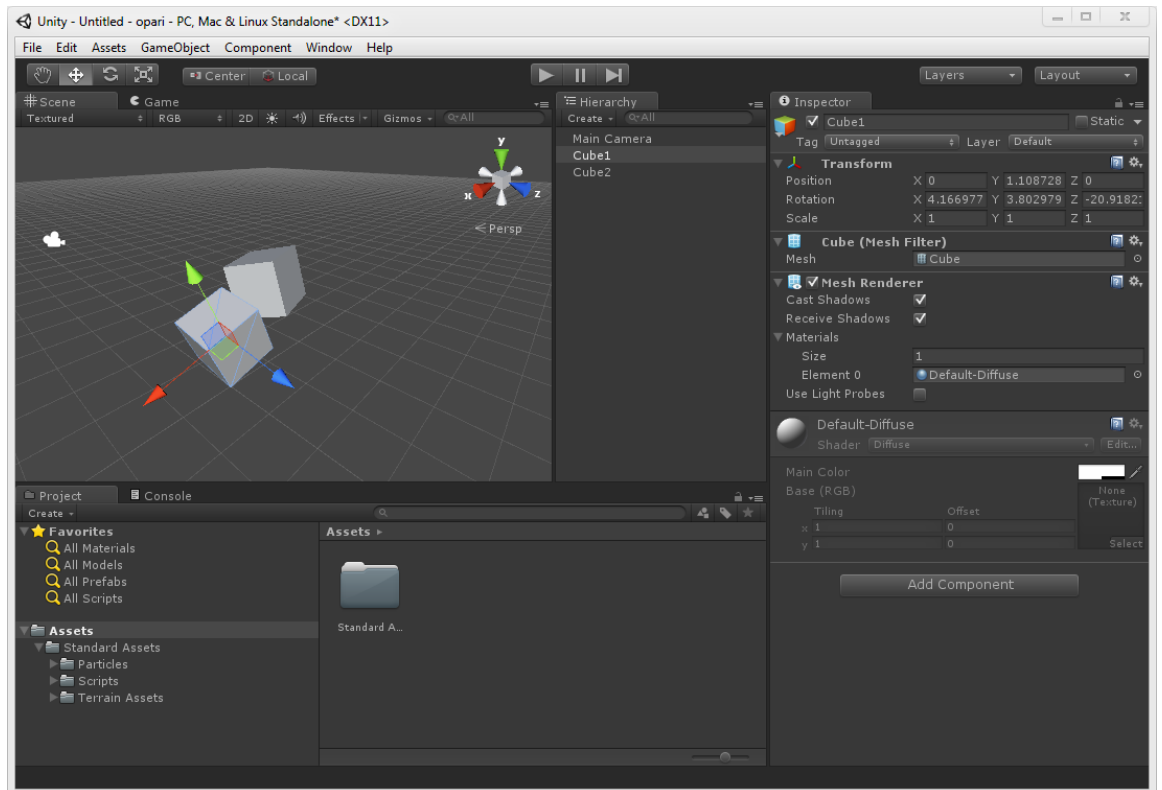 Unity - Untitled - opari - PC, Mac & Linux Standalone* <DX11>
File Edit Assets GameObject Component Window Help
Center Local
Layers Layout
Scene Game
Textured RGB 2D Effects Gizmos All
y
x z
Persp
Hierarchy
Create All
Main Camera
Cube1
Cube2
Inspector
Cube1 Static
Tag Untagged Layer Default
Transform
Position X 0 Y 1.108728 Z 0
Rotation X 4.166977 Y 3.802979 Z -20.9182
Scale X 1 Y 1 Z 1
Cube (Mesh Filter)
Mesh Cube
Mesh Renderer
Cast Shadows
Receive Shadows
Materials
Size 1
Element 0 Default-Diffuse
Use Light Probes
Default-Diffuse
Shader Diffuse Edit...
Main Color
Base (RGB) None
(Texture)
Tiling Offset
x 1 0
y 1 0 Select
Add Component
Project Console
Create
Favorites
All Materials
All Models
All Prefabs
All Scripts
Assets
Standard Assets
Particles
Scripts
Terrain Assets
Assets
Standard A...